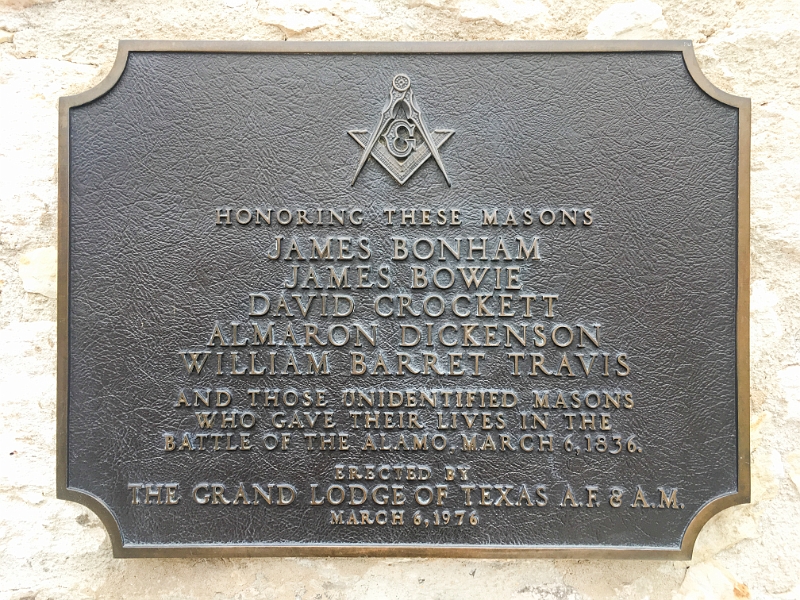 G
HONORING THESE MASONS
JAMES BONHAM
JAMES BOWIE
DAVID CROCKETT
ALMARON DICKENSON
WILLIAM BARRET TRAVIS
AND THOSE UNIDENTIFIED MASONS
WHO GAVE THEIR LIVES IN THE
BATTLE OF THE ALAMO, MARCH 6, 1836.
ERECTED BY
THE GRAND LODGE OF TEXAS A.F. & A.M.
MARCH 6, 1976